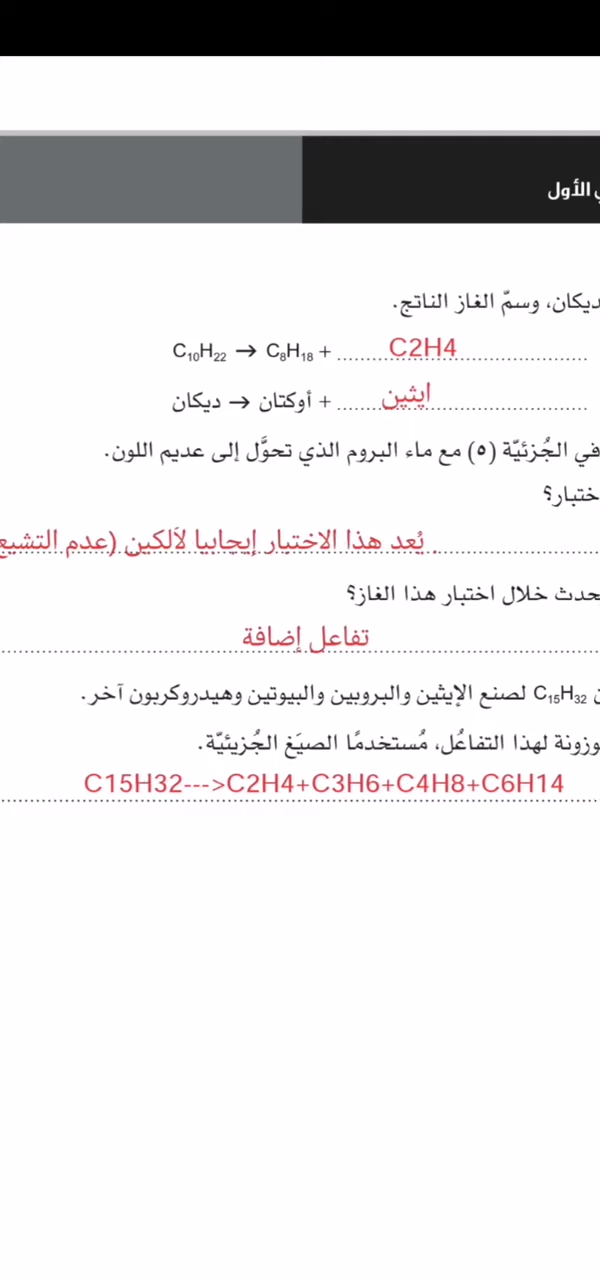 الأول
ديكان، وسمّ الغاز الناتج.
C₁₀H₂₂ → C₈H₁₈ + .................... C2H4 ....................
ديكان → أوكتان + .................... ايثين ....................
في الجُزئيّة (٥) مع ماء البروم الذي تحوَّل إلى عديم اللون.
ختبار؟
يُعد هذا الاختبار إيجابيا لألكين (عدم التشبع
حدث خلال اختبار هذا الغاز؟
تفاعل إضافة
C₁₅H₃₂ لصنع الإيثين والبروبين والبيوتين وهيدروكربون آخر.
وزونة لهذا التفاعُل، مُستخدمًا الصيَغ الجُزيئيّة.
C15H32--->C2H4+C3H6+C4H8+C6H14